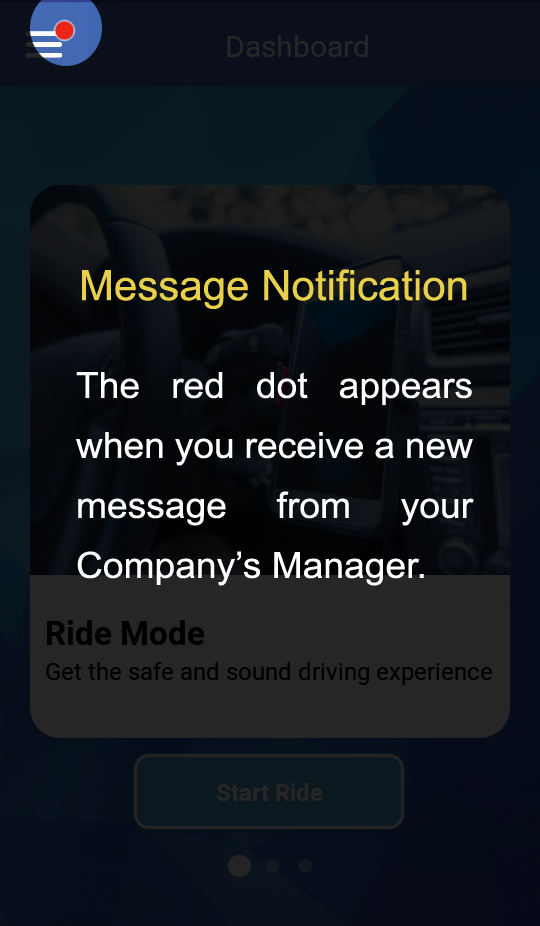 Dashboard
Message Notification
The red dot appears
when you receive a new
message from your
Company’s Manager.
Ride Mode
Get the safe and sound driving experience
Start Ride